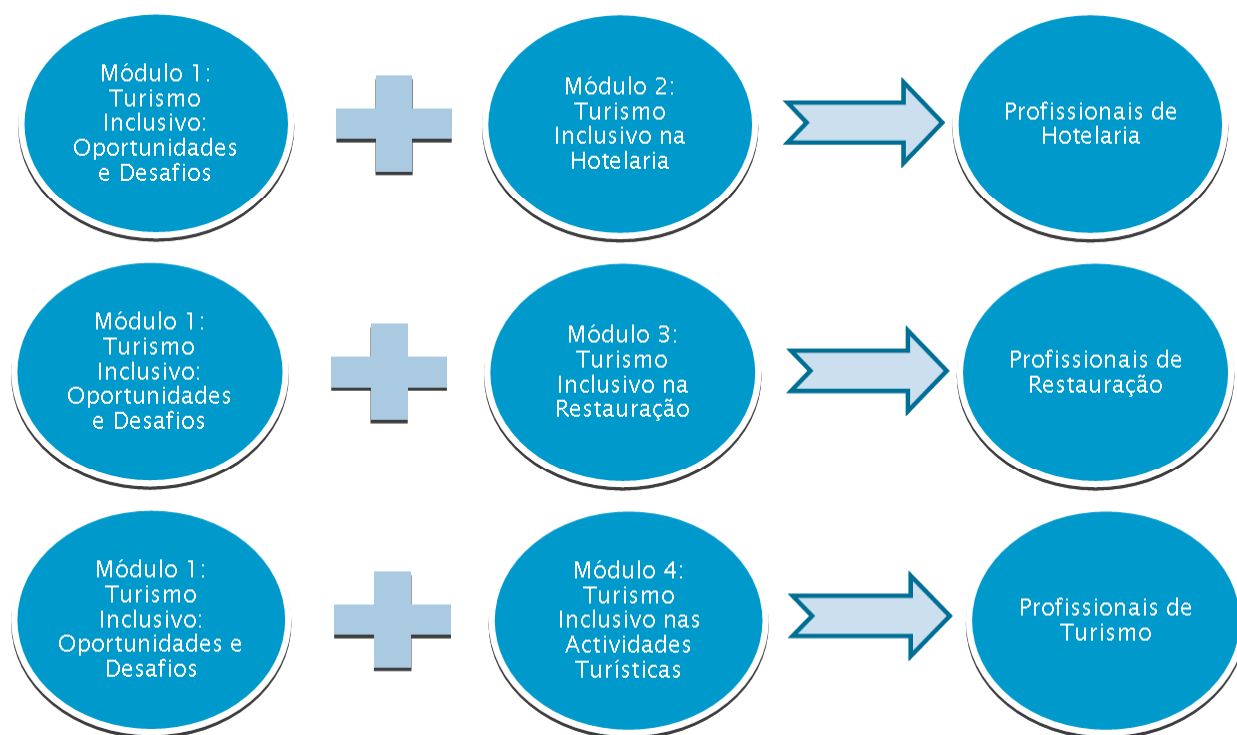 Módulo 1:
Turismo
Inclusivo:
Oportunidades
e Desafios
Módulo 2:
Turismo
Inclusivo na
Hotelaria
Profissionais de
Hotelaria
Módulo 1:
Turismo
Inclusivo:
Oportunidades
e Desafios
Módulo 3:
Turismo
Inclusivo na
Restauração
Profissionais de
Restauração
Módulo 1:
Turismo
Inclusivo:
Oportunidades e
Desafios
Módulo 4:
Turismo
Inclusivo nas
Actividades
Turísticas
Profissionais de
Turismo